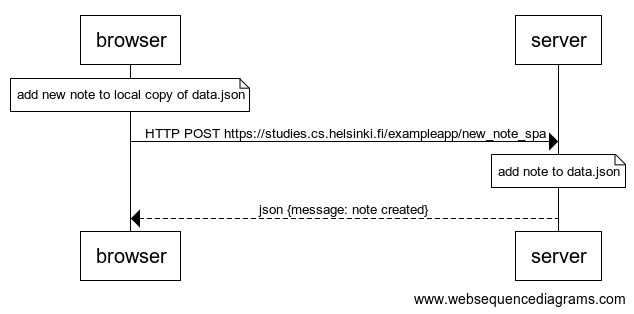 browser
server
add new note to local copy of data.json
HTTP POST https://studies.cs.helsinki.fi/exampleapp/new_note_spa
add note to data.json
json {message: note created}
browser
server
www.websequencediagrams.com